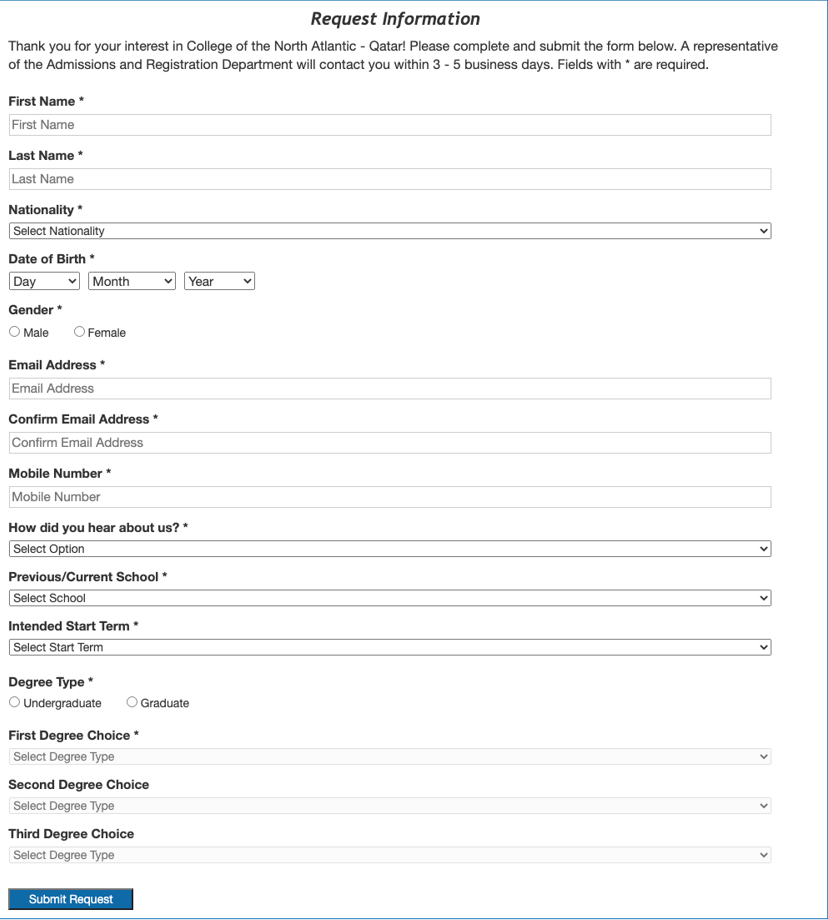 Request Information
Thank you for your interest in College of the North Atlantic - Qatar! Please complete and submit the form below. A representative
of the Admissions and Registration Department will contact you within 3 - 5 business days. Fields with * are required.
First Name *
First Name
Last Name *
Last Name
Nationality *
Select Nationality
Date of Birth *
Day Month Year
Gender *
Male Female
Email Address *
Email Address
Confirm Email Address *
Confirm Email Address
Mobile Number *
Mobile Number
How did you hear about us? *
Select Option
Previous/Current School *
Select School
Intended Start Term *
Select Start Term
Degree Type *
Undergraduate Graduate
First Degree Choice *
Select Degree Type
Second Degree Choice
Select Degree Type
Third Degree Choice
Select Degree Type
Submit Request